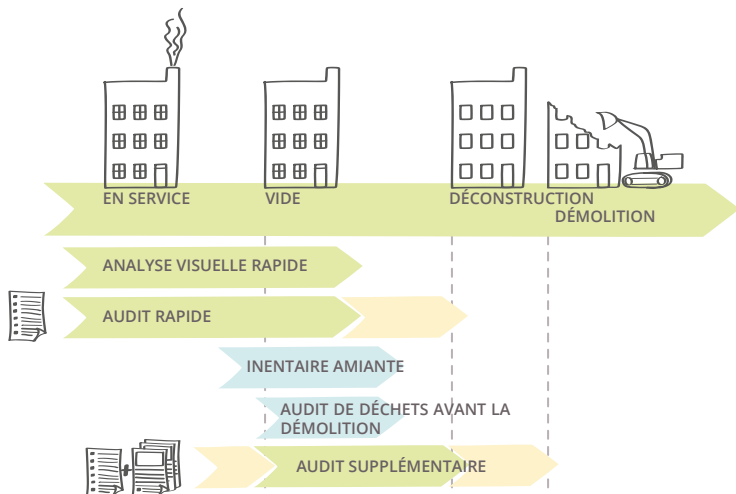 EN SERVICE
VIDE
DÉCONSTRUCTION
DÉMOLITION
ANALYSE VISUELLE RAPIDE
AUDIT RAPIDE
INENTAIRE AMIANTE
AUDIT DE DÉCHETS AVANT LA
DÉMOLITION
AUDIT SUPPLÉMENTAIRE